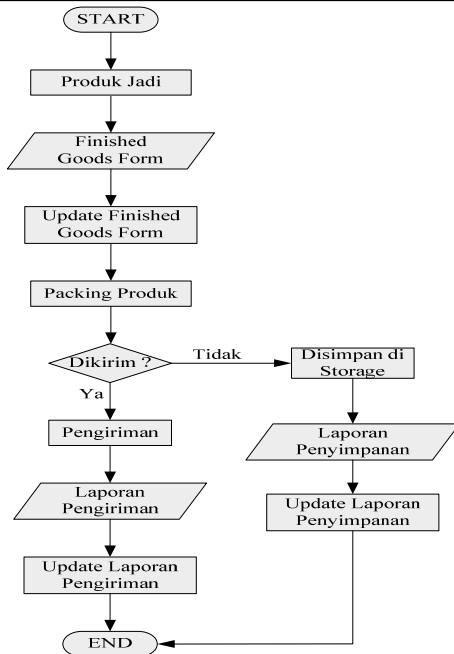 START
Produk Jadi
Finished
Goods Form
Update Finished
Goods Form
Packing Produk
Dikirim ?
Tidak
Disimpan di
Storage
Ya
Pengiriman
Laporan
Penyimpanan
Laporan
Pengiriman
Update Laporan
Penyimpanan
Update Laporan
Pengiriman
END